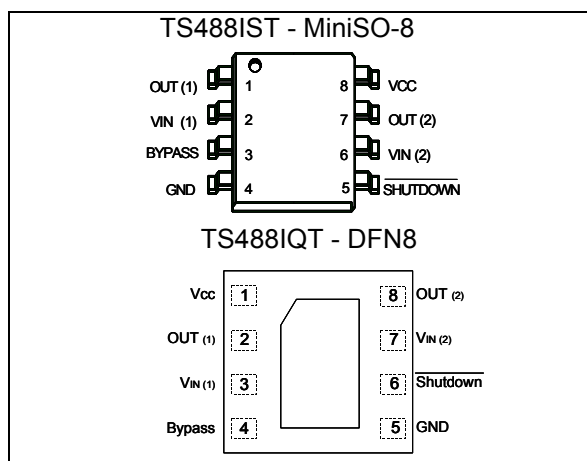 TS488IST - MiniSO-8
OUT (1) 1 8 VCC
VIN (1) 2 7 OUT (2)
BYPASS 3 6 VIN (2)
GND 4 5 SHUTDOWN
TS488IQT - DFN8
Vcc 1 8 OUT (2)
OUT (1) 2 7 VIN (2)
VIN (1) 3 6 Shutdown
Bypass 4 5 GND